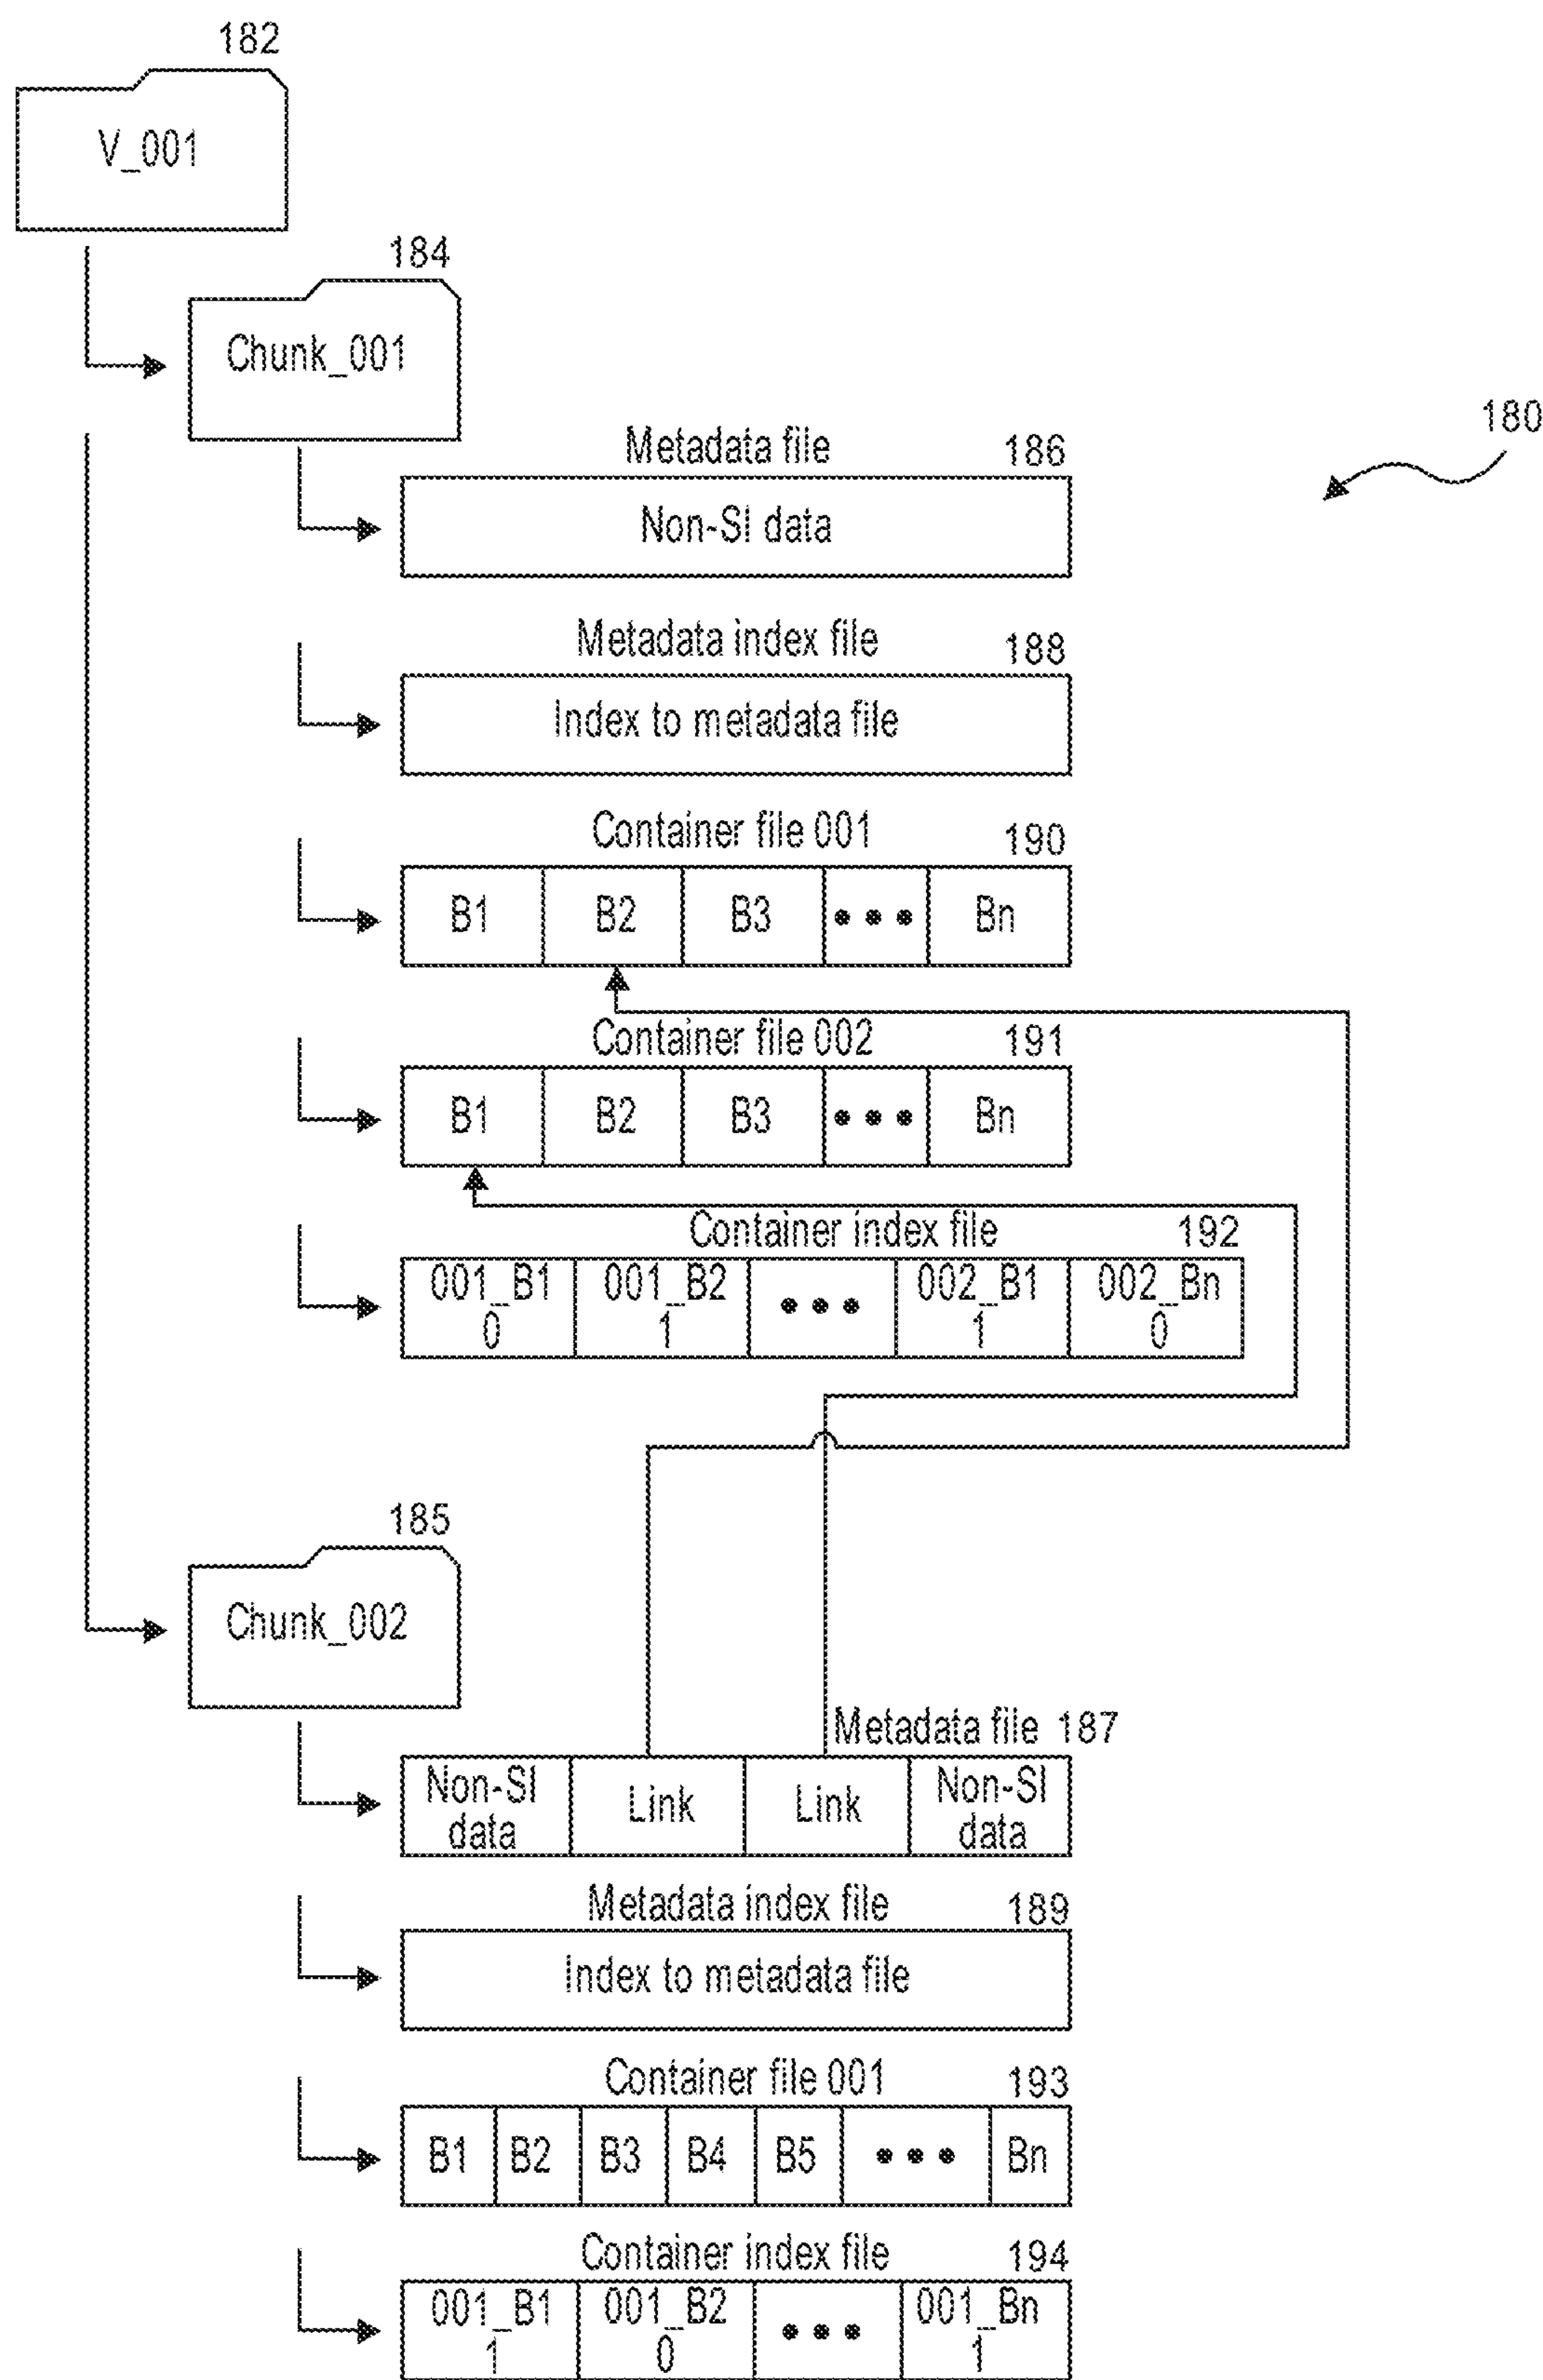 182
V_001
184
Chunk_001
180
Metadata file 186
Non-SI data
Metadata index file 188
Index to metadata file
Container file 001 190
B1 B2 B3 ••• Bn
Container file 002 191
B1 B2 B3 ••• Bn
Container index file 192
001_B1 001_B2 ••• 002_B1 002_Bn
0 1 1 0
185
Chunk_002
Metadata file 187
Non-SI Link Link Non-SI
data data
Metadata index file 189
Index to metadata file
Container file 001 193
B1 B2 B3 B4 B5 ••• Bn
Container index file 194
001_B1 001_B2 ••• 001_Bn
1 0 1